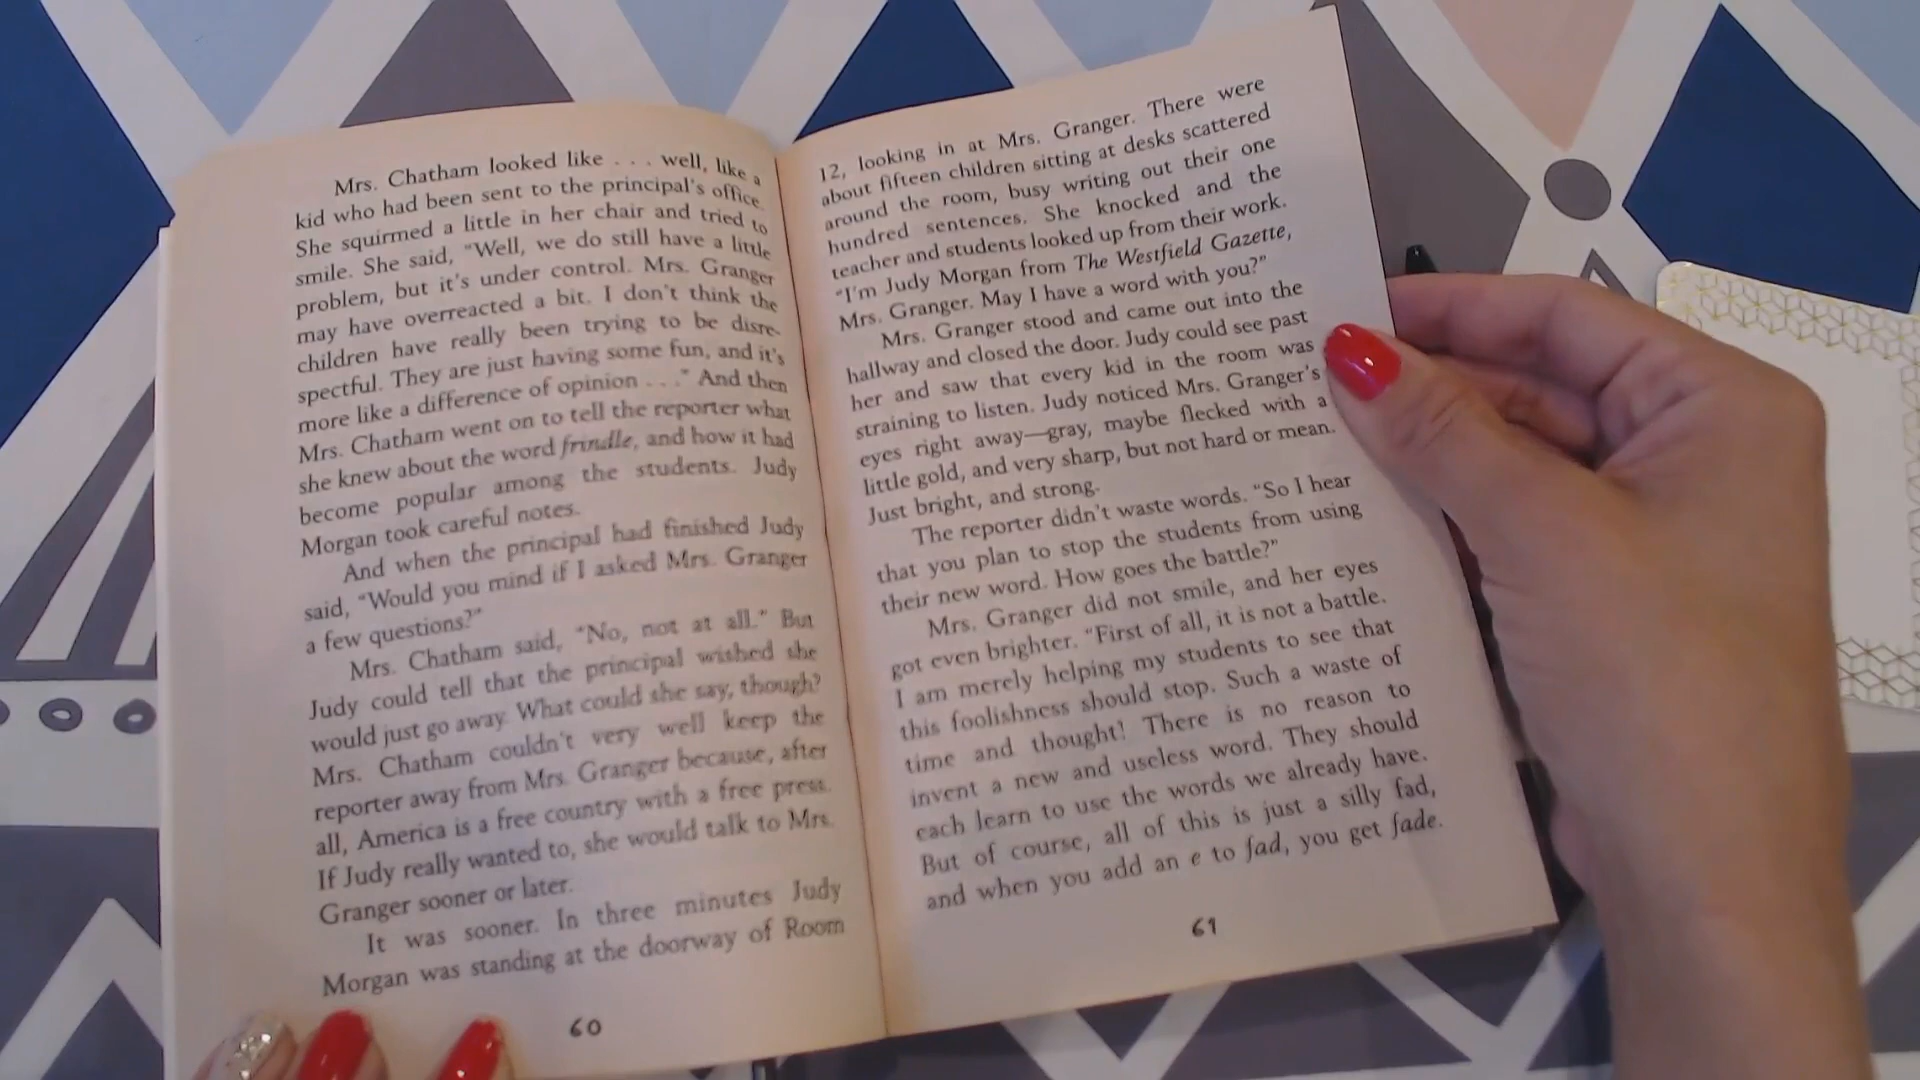 Mrs. Chatham looked like . . . well, like a
kid who had been sent to the principal's office.
She squirmed a little in her chair and tried to
smile. She said, "Well, we do still have a little
problem, but it's under control. Mrs. Granger
may have overreacted a bit. I don't think the
children have really been trying to be disre-
spectful. They are just having some fun, and it's
more like a difference of opinion . . ." And then
Mrs. Chatham went on to tell the reporter what
she knew about the word frindle, and how it had
become popular among the students. Judy
Morgan took careful notes.
And when the principal had finished Judy
said, "Would you mind if I asked Mrs. Granger
a few questions?"
Mrs. Chatham said, "No, not at all." But
Judy could tell that the principal wished she
would just go away. What could she say, though?
Mrs. Chatham couldn't very well keep the
reporter away from Mrs. Granger because, after
all, America is a free country with a free press.
If Judy really wanted to, she would talk to Mrs.
Granger sooner or later.
It was sooner. In three minutes Judy
Morgan was standing at the doorway of Room
60
12, looking in at Mrs. Granger. There were
about fifteen children sitting at desks scattered
around the room, busy writing out their one
hundred sentences. She knocked and the
teacher and students looked up from their work.
"I'm Judy Morgan from The Westfield Gazette,
Mrs. Granger. May I have a word with you?"
Mrs. Granger stood and came out into the
hallway and closed the door. Judy could see past
her and saw that every kid in the room was
straining to listen. Judy noticed Mrs. Granger's
eyes right away—gray, maybe flecked with a
little gold, and very sharp, but not hard or mean.
Just bright, and strong.
The reporter didn't waste words. "So I hear
that you plan to stop the students from using
their new word. How goes the battle?"
Mrs. Granger did not smile, and her eyes
got even brighter. "First of all, it is not a battle.
I am merely helping my students to see that
this foolishness should stop. Such a waste of
time and thought! There is no reason to
invent a new and useless word. They should
each learn to use the words we already have.
But of course, all of this is just a silly fad,
and when you add an e to fad, you get fade.
61